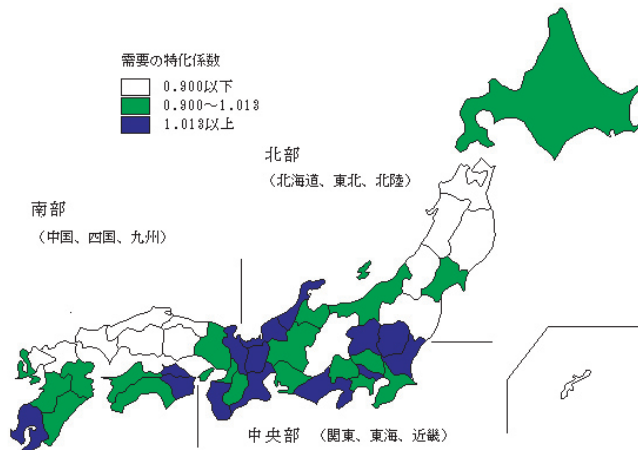 需要の特化係数
0.900以下
0.900～1.013
1.013以上
北部
（北海道、東北、北陸）
南部
（中国、四国、九州）
中央部　（関東、東海、近畿）